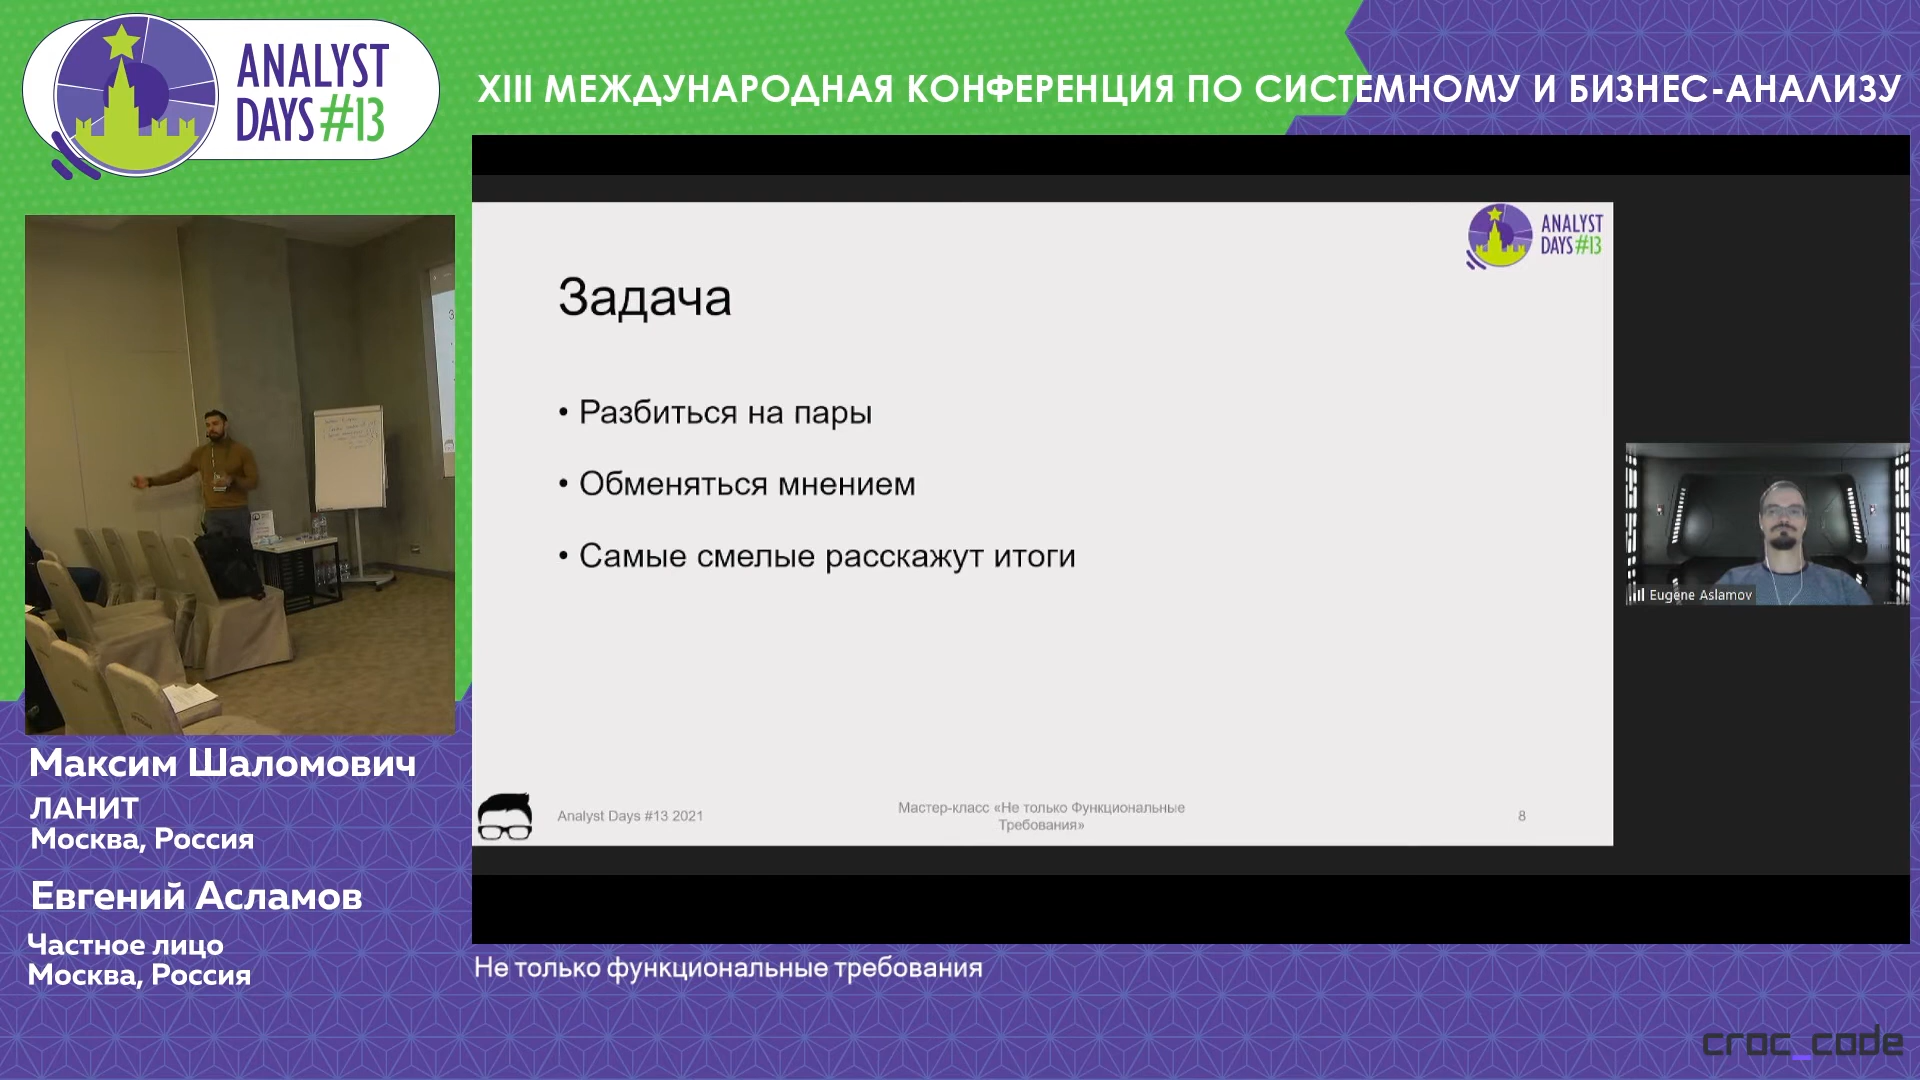 ANALYST
DAYS #13
XIII МЕЖДУНАРОДНАЯ КОНФЕРЕНЦИЯ ПО СИСТЕМНОМУ И БИЗНЕС-АНАЛИЗУ
ANALYST
DAYS #13
Задача
• Разбиться на пары
• Обменяться мнением
• Самые смелые расскажут итоги
Analyst Days #13 2021
Мастер-класс «Не только Функциональные
Требования»
8
Eugene Aslamov
Максим Шаломович
ЛАНИТ
Москва, Россия
Евгений Асламов
Частное лицо
Москва, Россия
Не только функциональные требования
croc_code